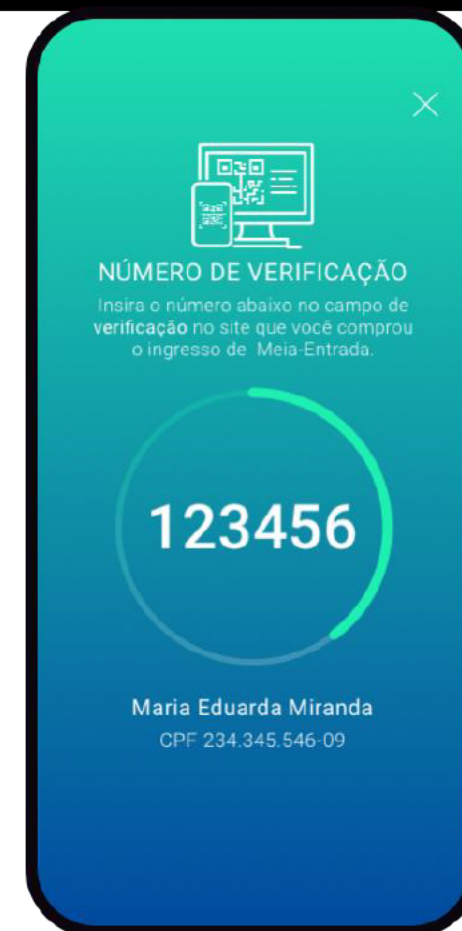 NÚMERO DE VERIFICAÇÃO
Insira o número abaixo no campo de
verificação no site que você comprou
o ingresso de Meia-Entrada.
123456
Maria Eduarda Miranda
CPF 234.345.546-09